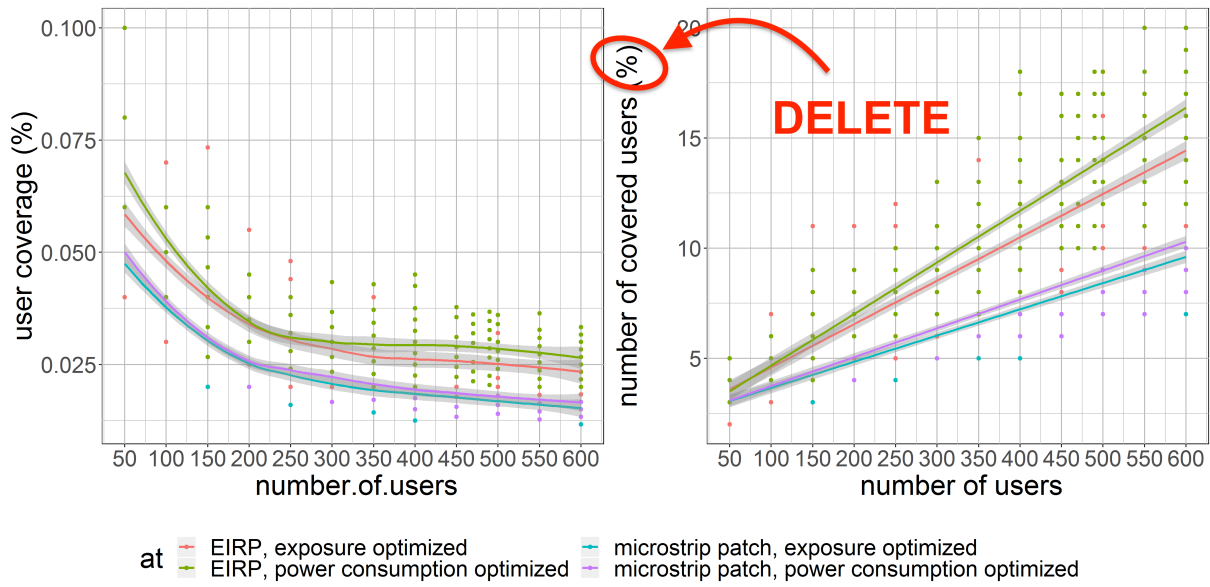 0.100
0.075
0.050
0.025
user coverage (%)
50 100 150 200 250 300 350 400 450 500 550 600
number.of.users
20
15
10
5
number of covered users (%)
DELETE
50 100 150 200 250 300 350 400 450 500 550 600
number of users
at
EIRP, exposure optimized
EIRP, power consumption optimized
microstrip patch, exposure optimized
microstrip patch, power consumption optimized